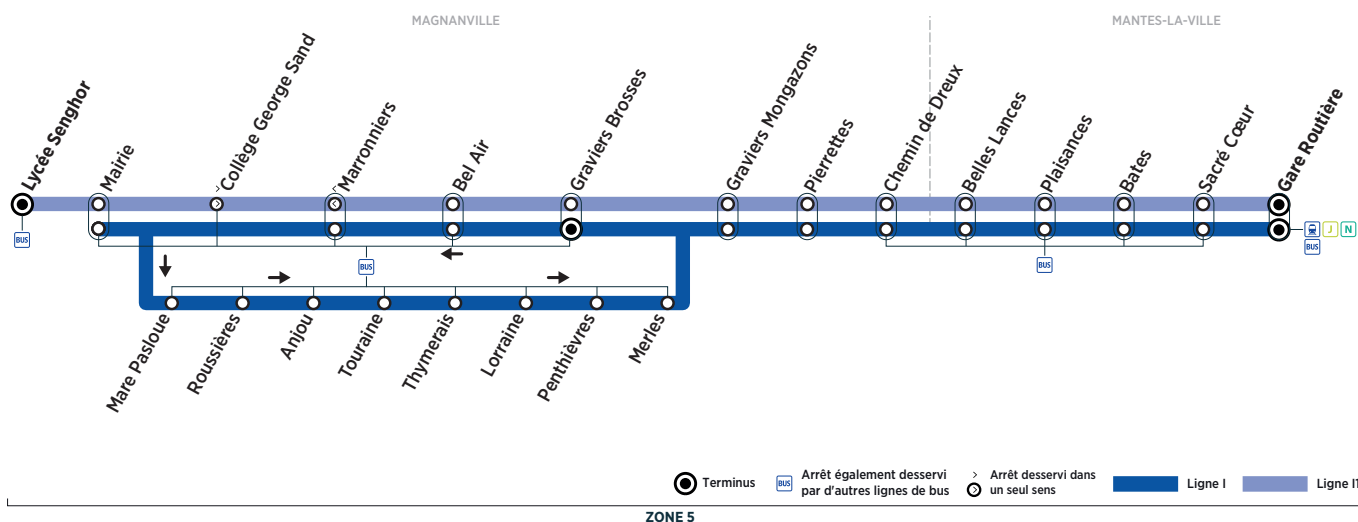 MAGNANVILLE
MANTES-LA-VILLE
Lycée Senghor
Mairie
Collège George Sand
Marronniers
Bel Air
Graviers Brosses
Graviers Mongazons
Pierrettes
Chemin de Dreux
Belles Lances
Plaisances
Bates
Sacré Cœur
Gare Routière
BUS
J
N
BUS
BUS
BUS
Mare Pasloue
Roussières
Anjou
Touraine
Thymerais
Lorraine
Penthièvres
Merles
Terminus
BUS
Arrêt également desservi
par d'autres lignes de bus
Arrêt desservi dans
un seul sens
Ligne I
Ligne I1
ZONE 5